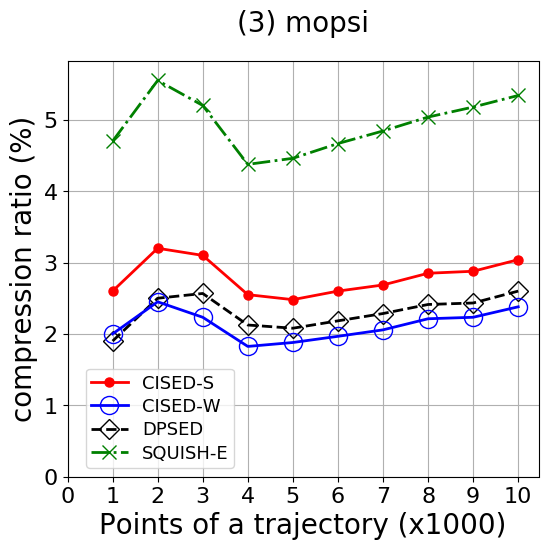 (3) mopsi
compression ratio (%)
5
4
3
2
1
0
CISED-S
CISED-W
DPSED
SQUISH-E
0 1 2 3 4 5 6 7 8 9 10
Points of a trajectory (x1000)